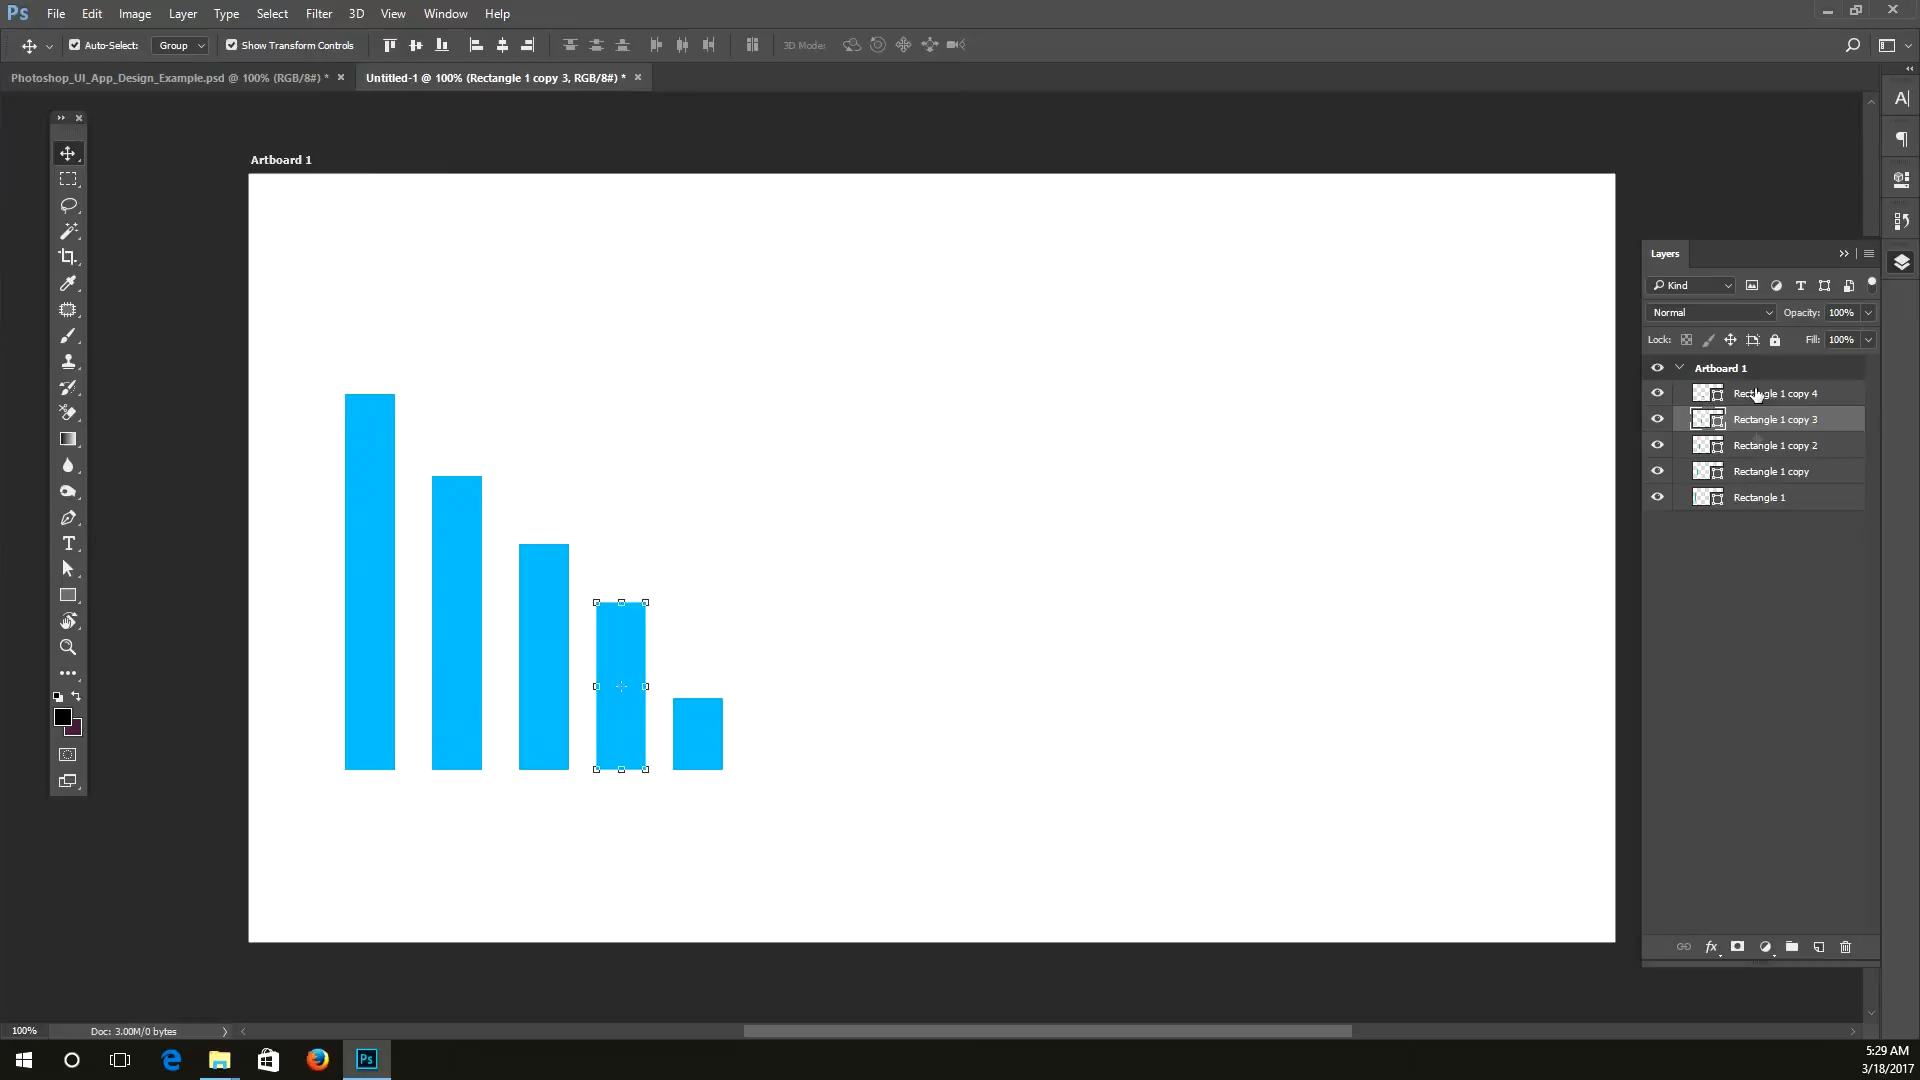 Ps File Edit Image Layer Type Select Filter 3D View Window Help
Auto-Select: Group Show Transform Controls 3D Mode:
Photoshop_UI_App_Design_Example.psd @ 100% (RGB/8#) * × Untitled-1 @ 100% (Rectangle 1 copy 3, RGB/8#) * ×
Artboard 1
Layers
Kind
Normal Opacity: 100%
Lock: Fill: 100%
Artboard 1
Rectangle 1 copy 4
Rectangle 1 copy 3
Rectangle 1 copy 2
Rectangle 1 copy
Rectangle 1
fx
100% Doc: 3.00M/0 bytes
Ps
5:29 AM
3/18/2017